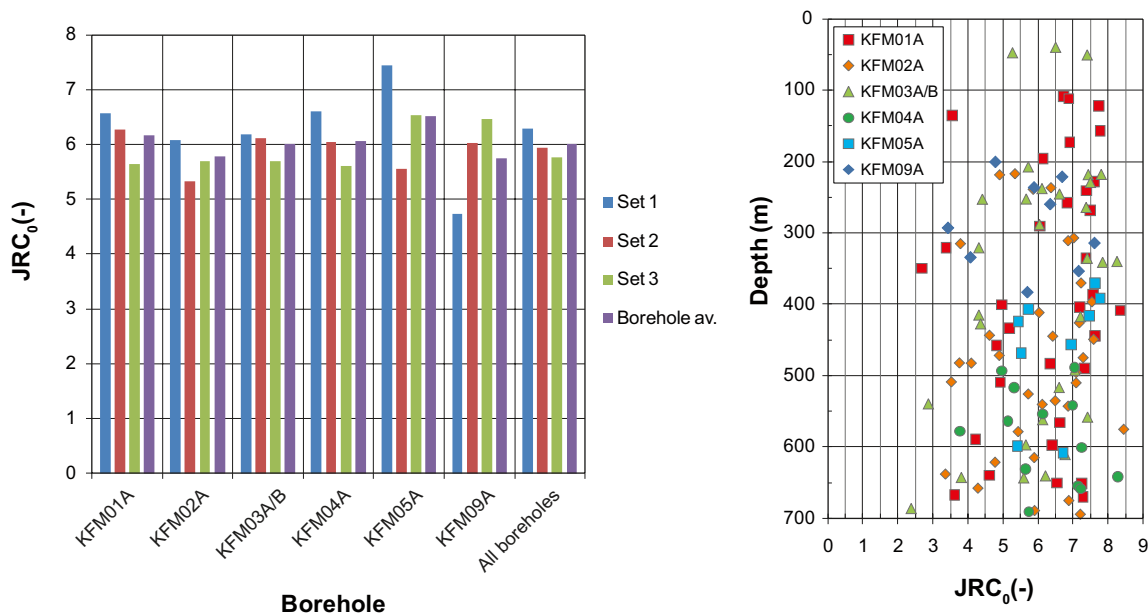 8
7
6
5
4
3
2
1
0
JRC0(-)
KFM01A
KFM02A
KFM03A/B
KFM04A
KFM05A
KFM09A
All boreholes
Borehole
Set 1
Set 2
Set 3
Borehole av.
0
100
200
300
400
500
600
700
Depth (m)
KFM01A
KFM02A
KFM03A/B
KFM04A
KFM05A
KFM09A
0 1 2 3 4 5 6 7 8 9
JRC0(-)